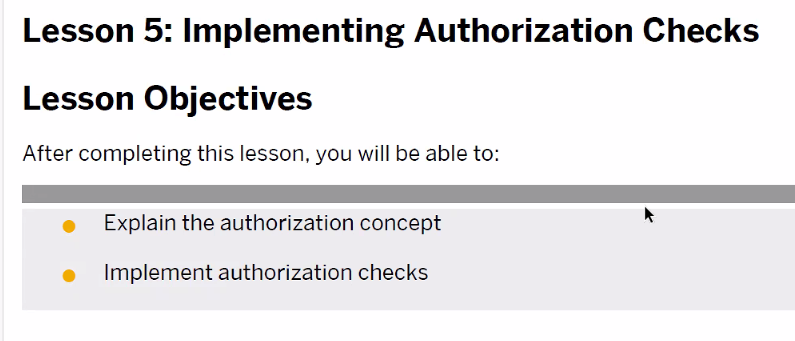 Lesson 5: Implementing Authorization Checks
Lesson Objectives
After completing this lesson, you will be able to:
Explain the authorization concept
Implement authorization checks